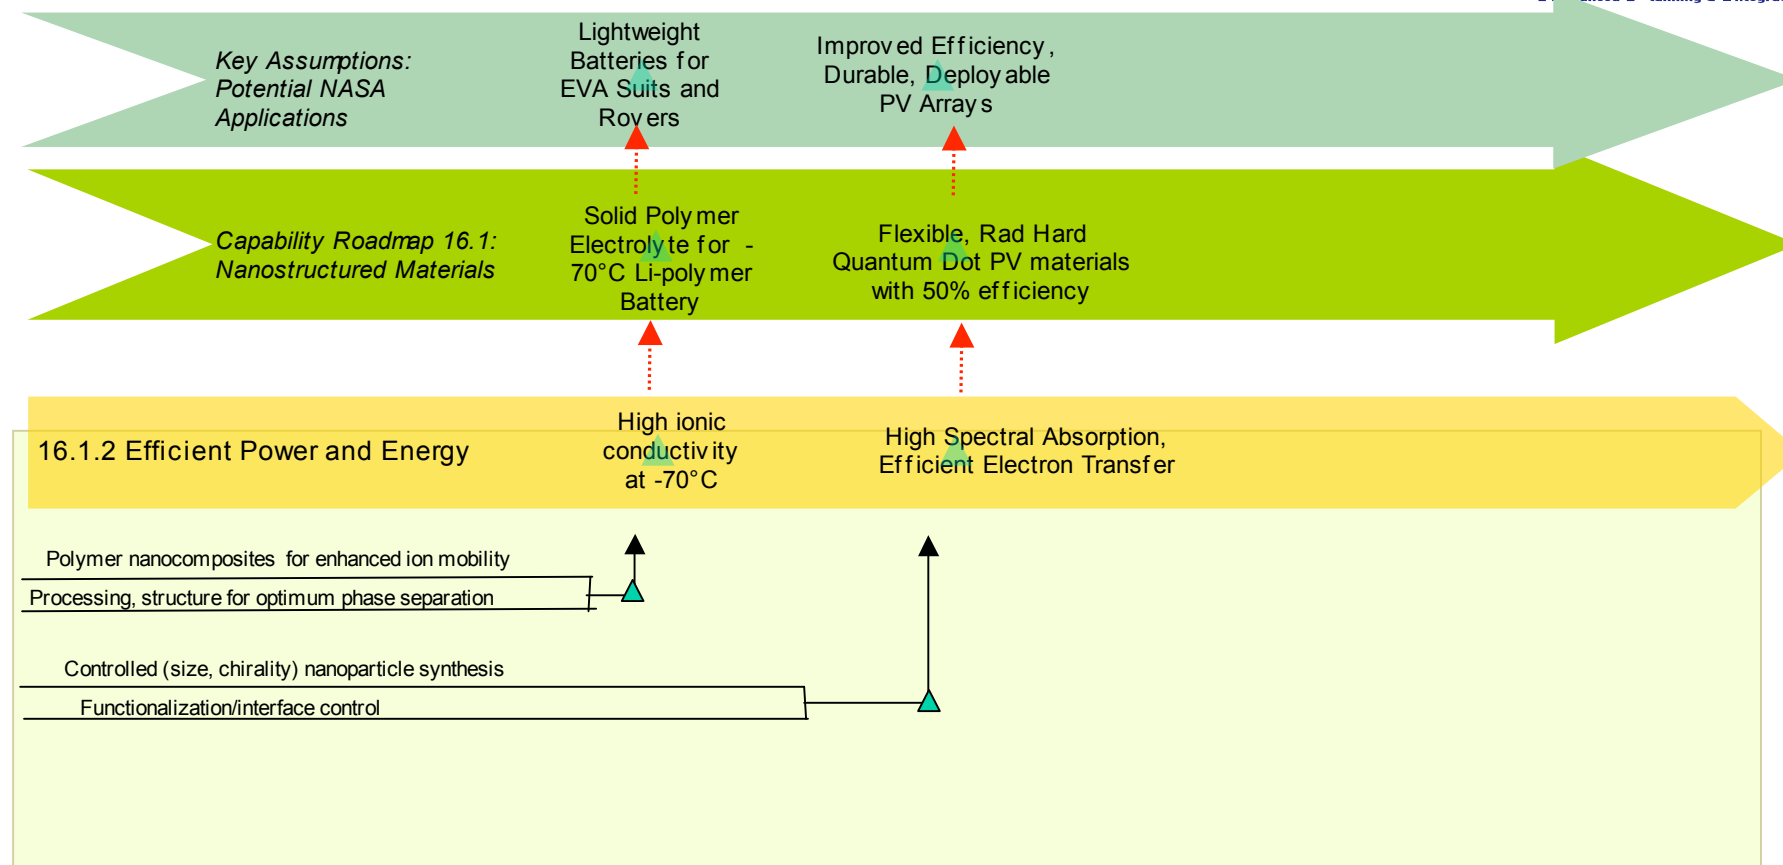 Key Assumptions:
Potential NASA
Applications
Lightweight
Batteries for
EVA Suits and
Rovers
Improved Efficiency,
Durable, Deployable
PV Arrays
Capability Roadmap 16.1:
Nanostructured Materials
Solid Polymer
Electrolyte for -
70°C Li-polymer
Battery
Flexible, Rad Hard
Quantum Dot PV materials
with 50% efficiency
16.1.2 Efficient Power and Energy
High ionic
conductivity
at -70°C
High Spectral Absorption,
Efficient Electron Transfer
Polymer nanocomposites for enhanced ion mobility
Processing, structure for optimum phase separation
Controlled (size, chirality) nanoparticle synthesis
Functionalization/interface control